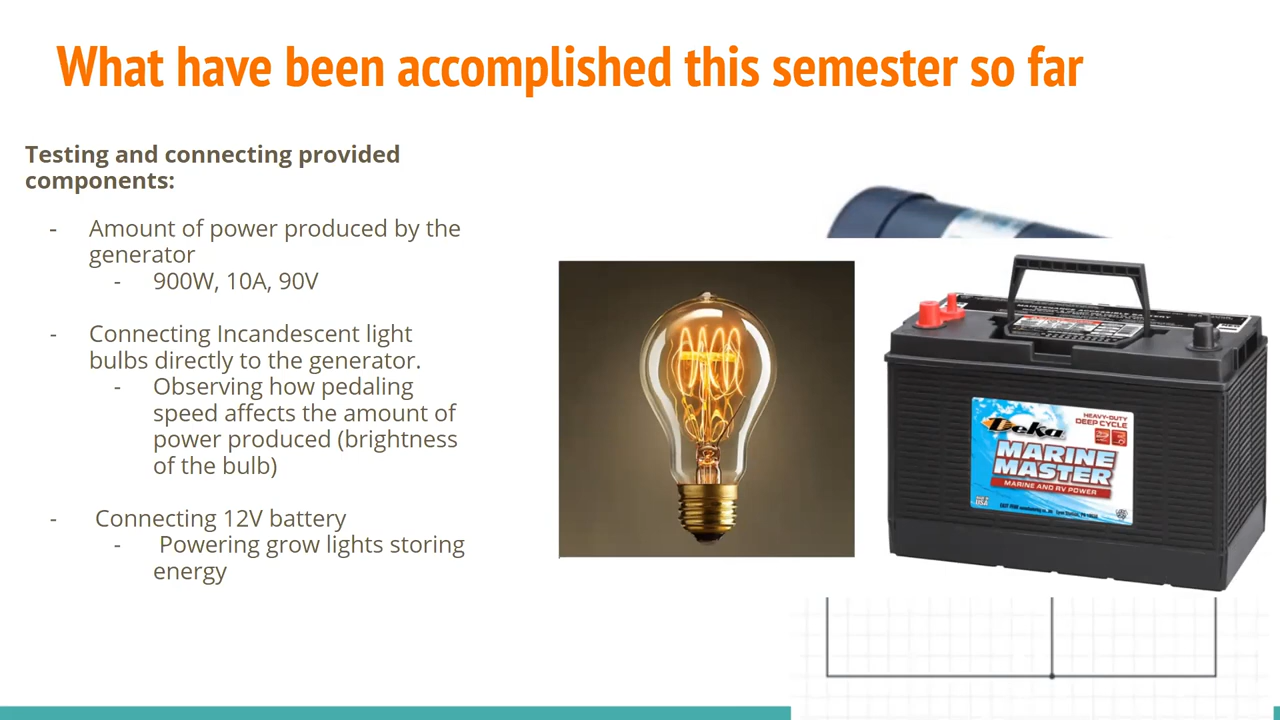 What have been accomplished this semester so far
Testing and connecting provided
components:
- Amount of power produced by the
generator
- 900W, 10A, 90V
- Connecting Incandescent light
bulbs directly to the generator.
- Observing how pedaling
speed affects the amount of
power produced (brightness
of the bulb)
- Connecting 12V battery
- Powering grow lights storing
energy
HEAVY-DUTY
DEEP CYCLE
Deka
MARINE
MASTER
MARINE AND RV POWER